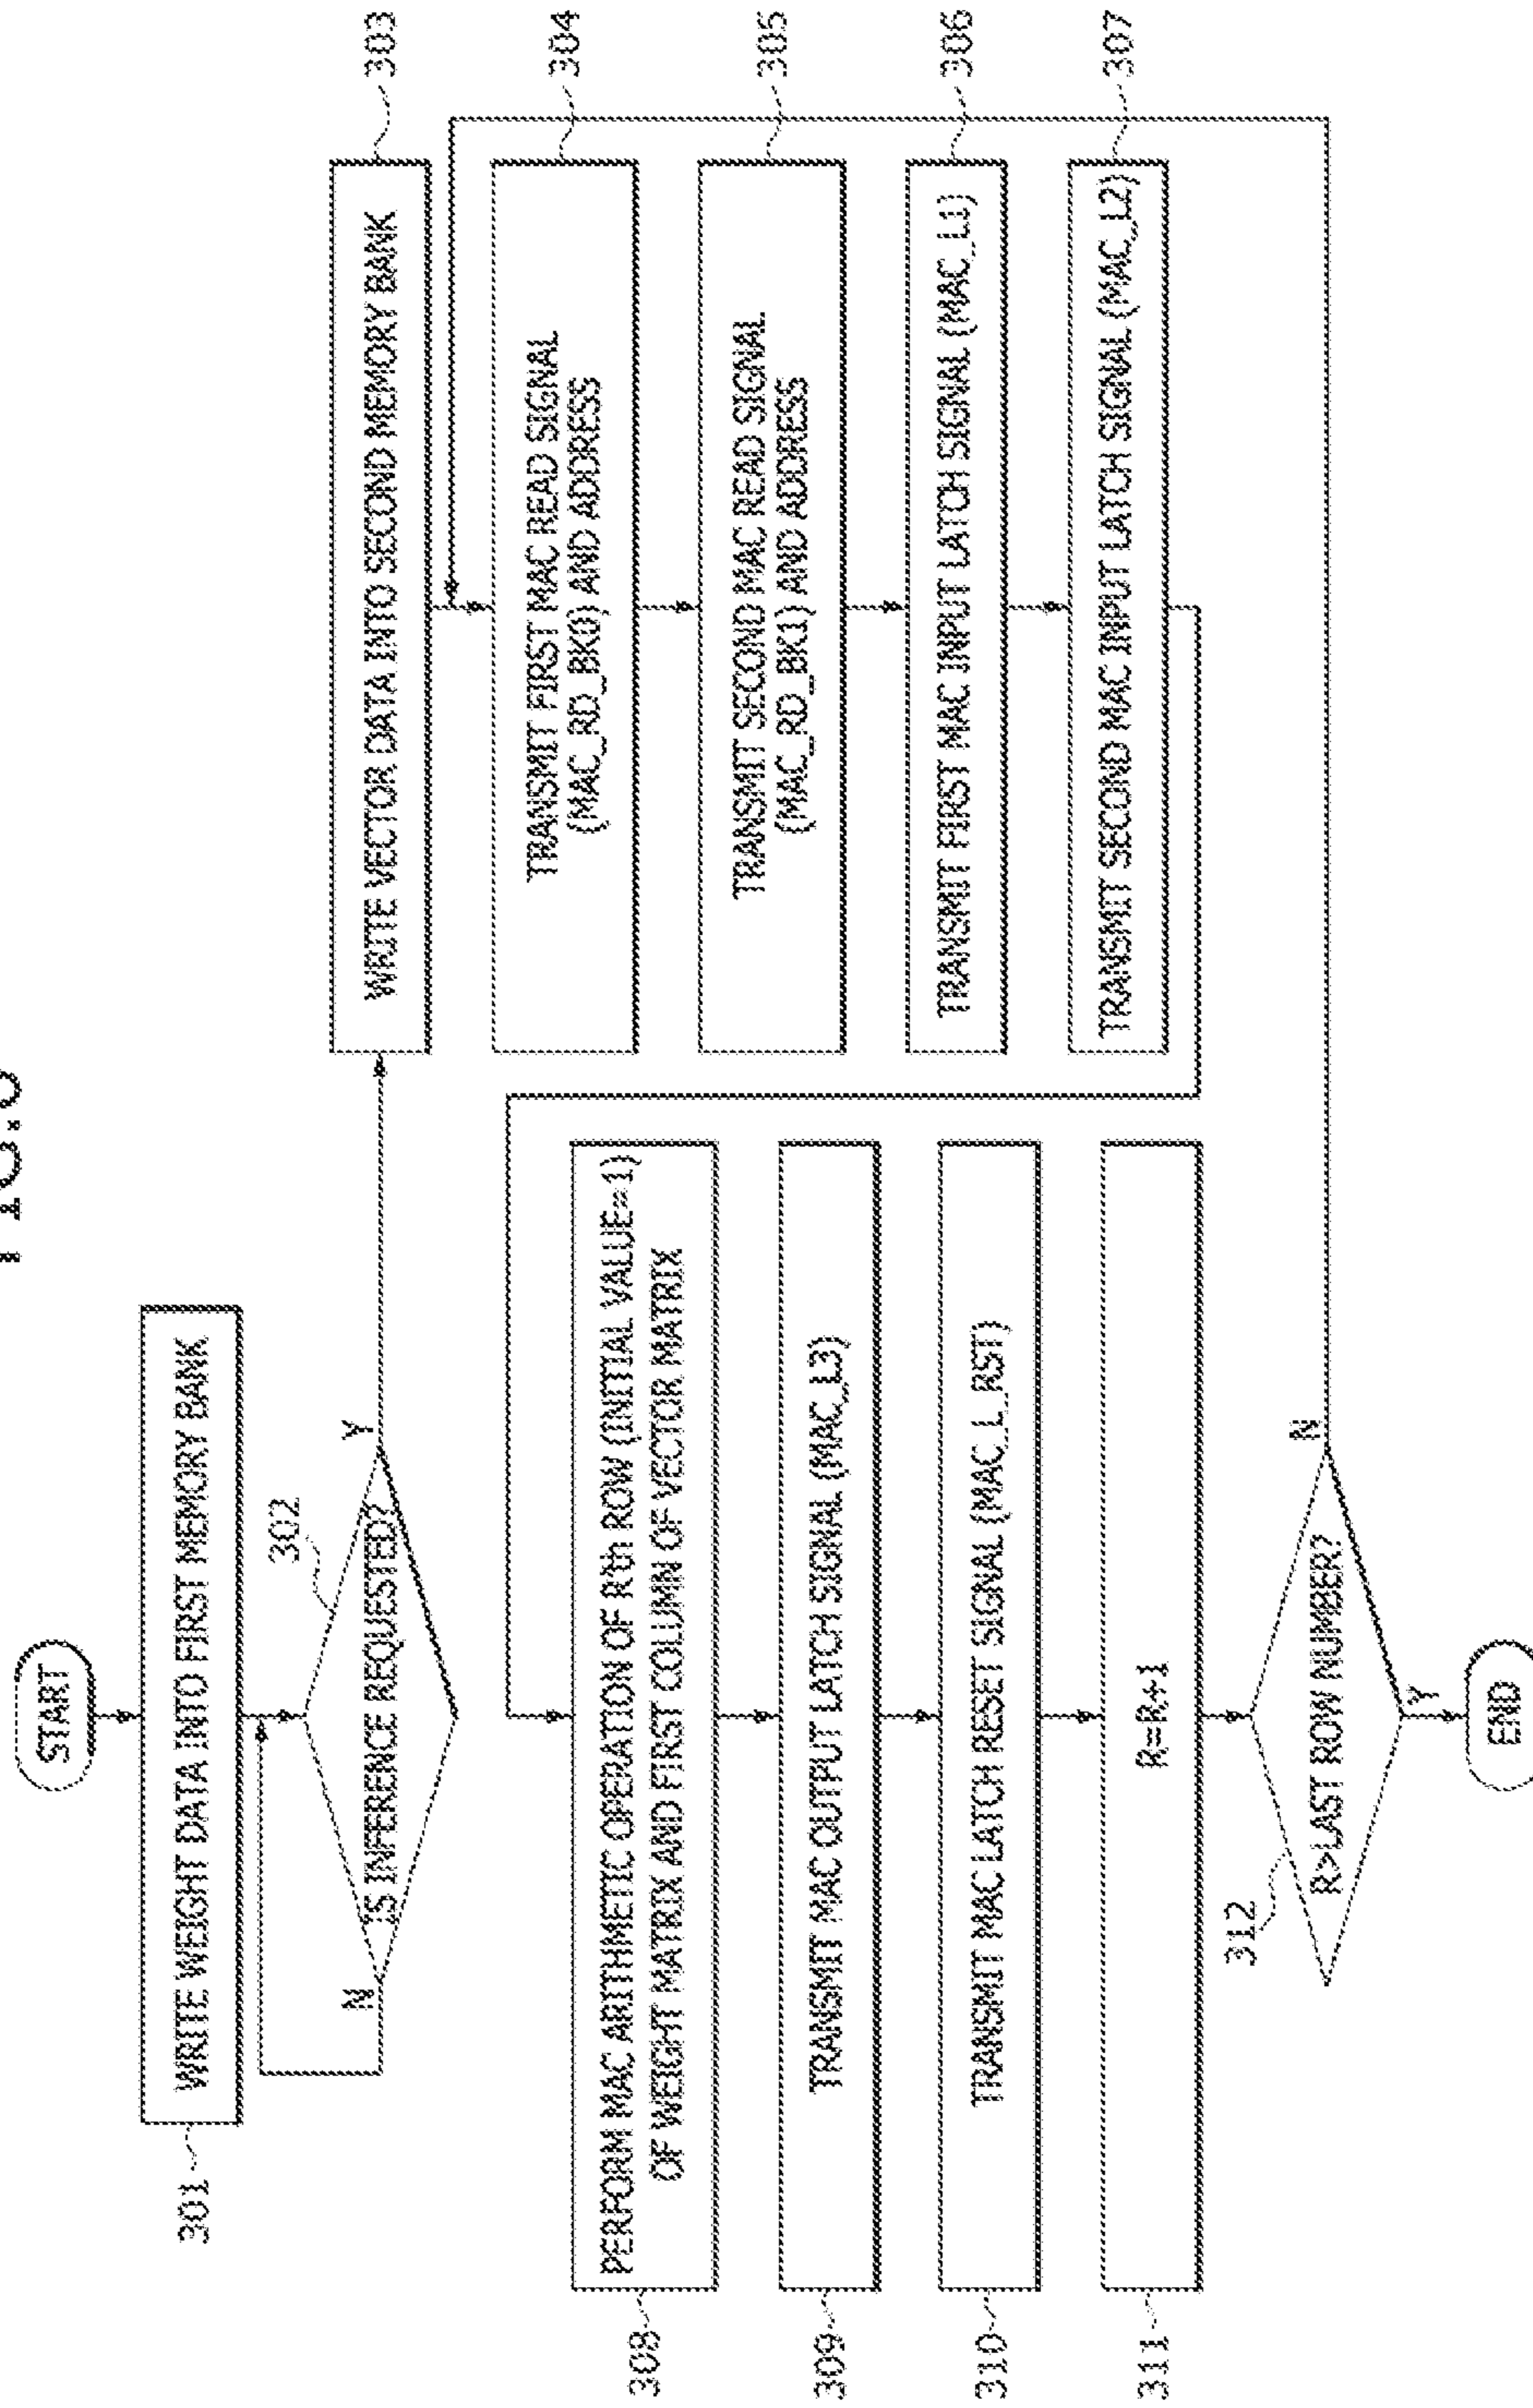 START
301
WRITE WEIGHT DATA INTO FIRST MEMORY BANK
302
IS INFERENCE REQUESTED?
N
Y
303
WRITE VECTOR DATA INTO SECOND MEMORY BANK
304
TRANSMIT FIRST MAC READ SIGNAL
(MAC_RD_BK0) AND ADDRESS
305
TRANSMIT SECOND MAC READ SIGNAL
(MAC_RD_BK1) AND ADDRESS
306
TRANSMIT FIRST MAC INPUT LATCH SIGNAL (MAC_L1)
307
TRANSMIT SECOND MAC INPUT LATCH SIGNAL (MAC_L2)
308
PERFORM MAC ARITHMETIC OPERATION OF R'th ROW (INITIAL VALUE=1)
OF WEIGHT MATRIX AND FIRST COLUMN OF VECTOR MATRIX
309
TRANSMIT MAC OUTPUT LATCH SIGNAL (MAC_L3)
310
TRANSMIT MAC LATCH RESET SIGNAL (MAC_L_RST)
311
R=R+1
312
R>LAST ROW NUMBER?
N
Y
END